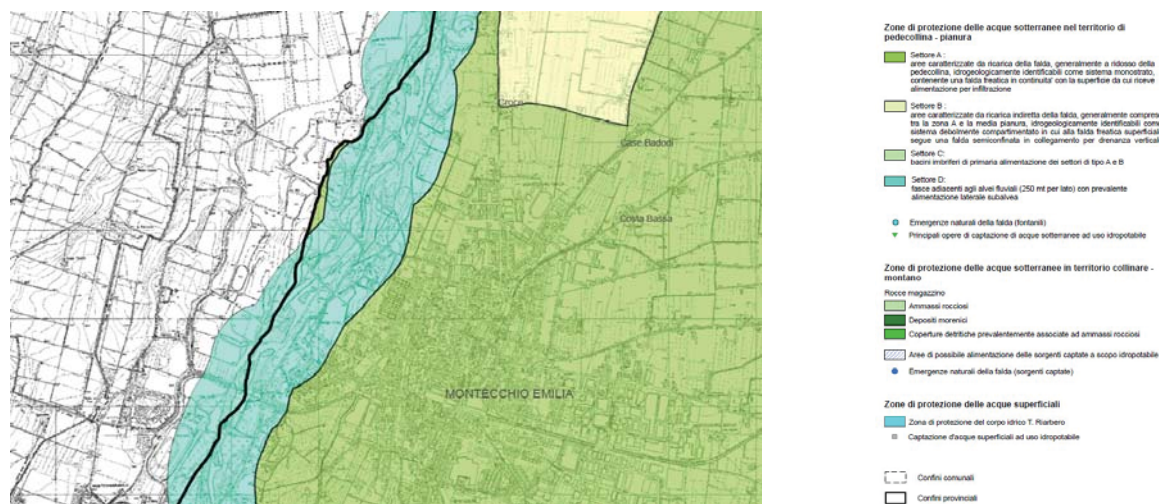 Croce
Case Badodi
Costa Bassa
MONTECCHIO EMILIA
Zone di protezione delle acque sotterranee nel territorio di
pedecollina - pianura
Settore A :
aree caratterizzate da ricarica della falda, generalmente a ridosso della
pedecollina, idrogeologicamente identificabili come sistema monostrato,
contenente una falda freatica in continuita' con la superficie da cui riceve
alimentazione per infiltrazione
Settore B :
aree caratterizzate da ricarica indiretta della falda, generalmente compresa
tra la zona A e la media pianura, idrogeologicamente identificabili come
sistema debolmente compartimentato in cui alla falda freatica superficiale
segue una falda semiconfinata in collegamento per drenanza verticale
Settore C:
bacini imbriferi di primaria alimentazione dei settori di tipo A e B
Settore D:
fasce adiacenti agli alvei fluviali (250 mt per lato) con prevalente
alimentazione laterale subalvea
Emergenze naturali della falda (fontanili)
Principali opere di captazione di acque sotterranee ad uso idropotabile
Zone di protezione delle acque sotterranee in territorio collinare -
montano
Rocce magazzino
Ammassi rocciosi
Depositi morenici
Coperture detritiche prevalentemente associate ad ammassi rocciosi
Aree di possibile alimentazione delle sorgenti captate a scopo idropotabile
Emergenze naturali della falda (sorgenti captate)
Zone di protezione delle acque superficiali
Zona di protezione del corpo idrico T. Riarbero
Captazione d'acque superficiali ad uso idropotabile
Confini comunali
Confini provinciali